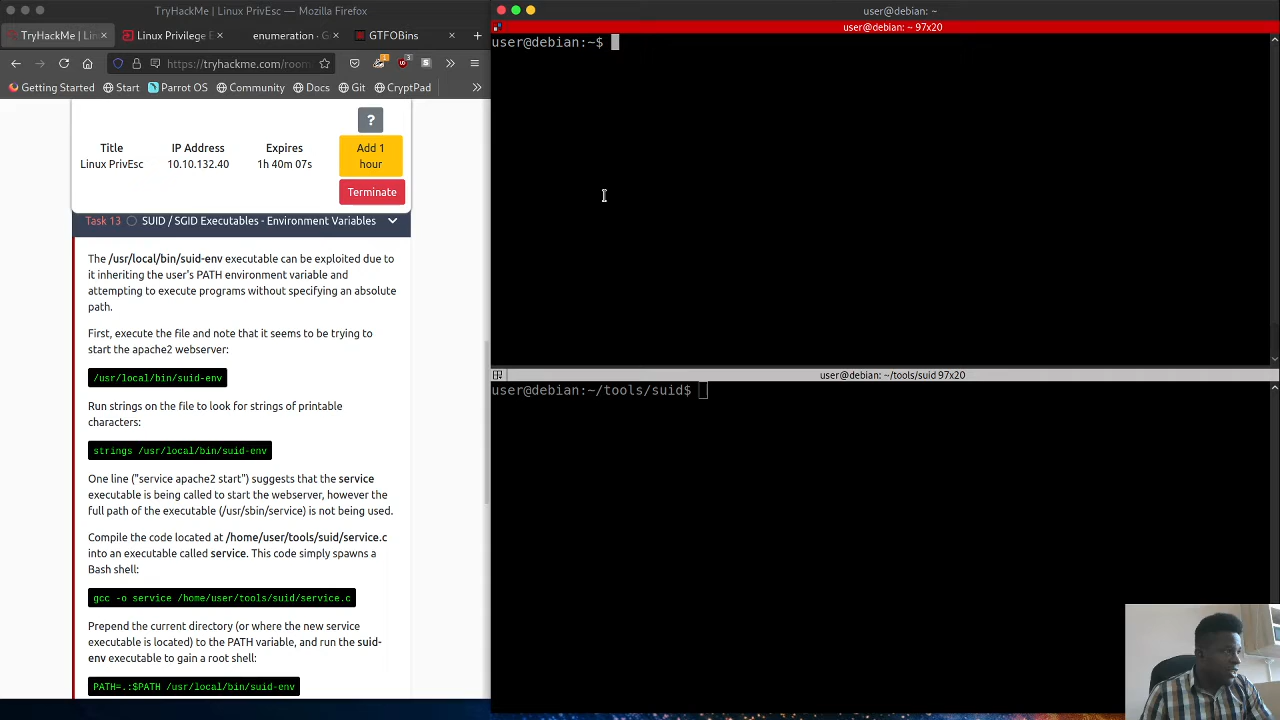 TryHackMe | Linux PrivEsc — Mozilla Firefox
TryHackMe | Lin
Linux Privilege E
enumeration · G
GTFOBins
https://tryhackme.com/room
1
3
Getting Started
Start
Parrot OS
Community
Docs
Git
CryptPad
?
Title
IP Address
Expires
Linux PrivEsc
10.10.132.40
1h 40m 07s
Add 1
hour
Terminate
Task 13
SUID / SGID Executables - Environment Variables
The /usr/local/bin/suid-env executable can be exploited due to
it inheriting the user's PATH environment variable and
attempting to execute programs without specifying an absolute
path.
First, execute the file and note that it seems to be trying to
start the apache2 webserver:
/usr/local/bin/suid-env
Run strings on the file to look for strings of printable
characters:
strings /usr/local/bin/suid-env
One line ("service apache2 start") suggests that the service
executable is being called to start the webserver, however the
full path of the executable (/usr/sbin/service) is not being used.
Compile the code located at /home/user/tools/suid/service.c
into an executable called service. This code simply spawns a
Bash shell:
gcc -o service /home/user/tools/suid/service.c
Prepend the current directory (or where the new service
executable is located) to the PATH variable, and run the suid-
env executable to gain a root shell:
PATH=.:$PATH /usr/local/bin/suid-env
user@debian: ~
user@debian: ~ 97x20
user@debian:~$
user@debian: ~/tools/suid 97x20
user@debian:~/tools/suid$